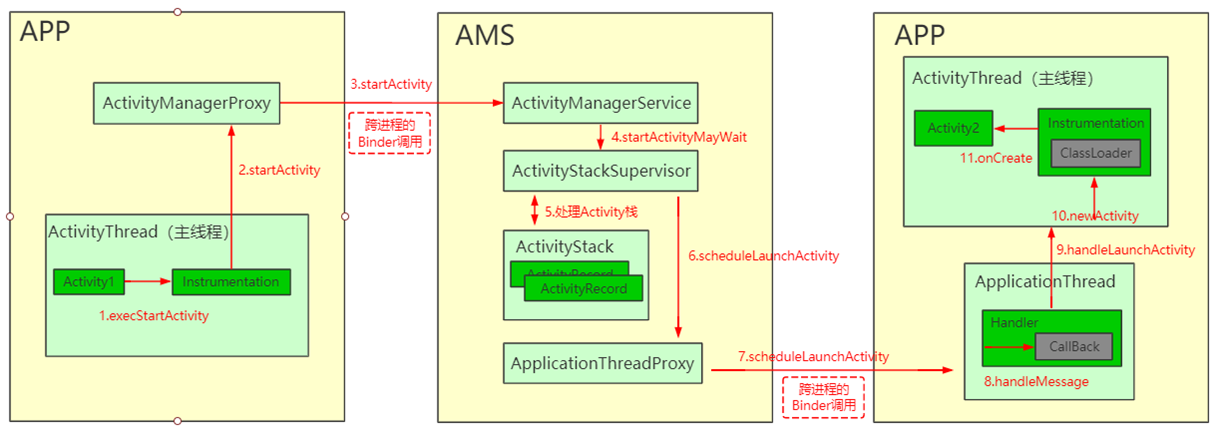 APP
ActivityManagerProxy
2.startActivity
ActivityThread（主线程）
Activity1
Instrumentation
1.execStartActivity
3.startActivity
跨进程的
Binder调用
AMS
ActivityManagerService
4.startActivityMayWait
ActivityStackSupervisor
5.处理Activity栈
ActivityStack
ActivityRecord
ActivityRecord
6.scheduleLaunchActivity
ApplicationThreadProxy
7.scheduleLaunchActivity
跨进程的
Binder调用
APP
ActivityThread（主线程）
Activity2
Instrumentation
ClassLoader
11.onCreate
10.newActivity
9.handleLaunchActivity
ApplicationThread
Handler
CallBack
8.handleMessage